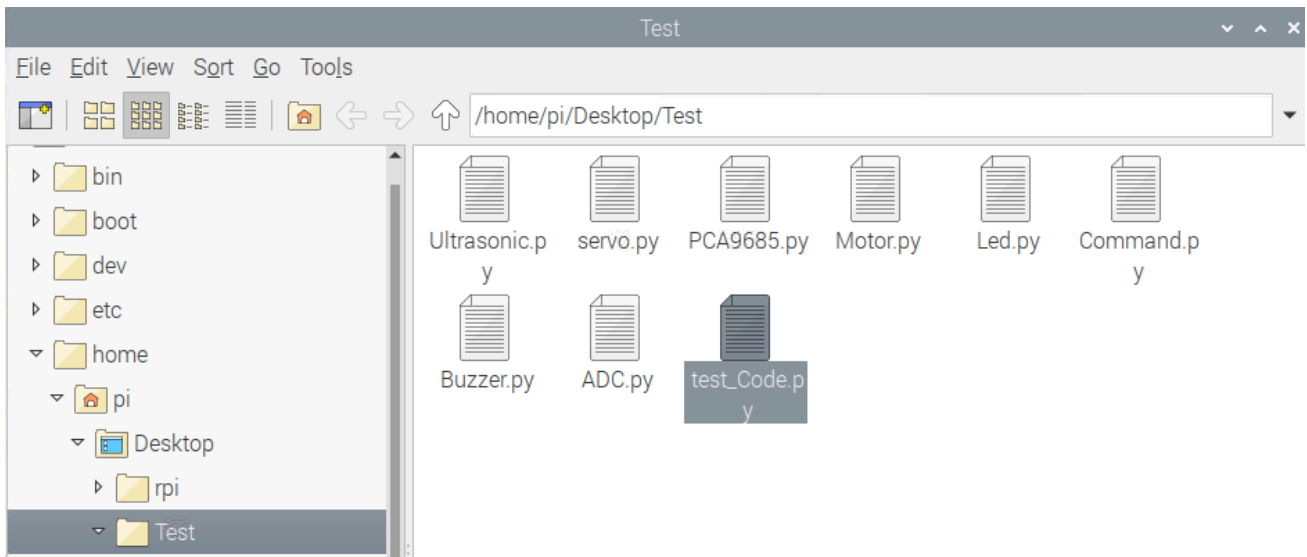 Test
File Edit View Sort Go Tools
/home/pi/Desktop/Test
bin
boot
dev
etc
home
pi
Desktop
rpi
Test
Ultrasonic.p
y
servo.py
PCA9685.py
Motor.py
Led.py
Command.p
y
Buzzer.py
ADC.py
test_Code.p
y